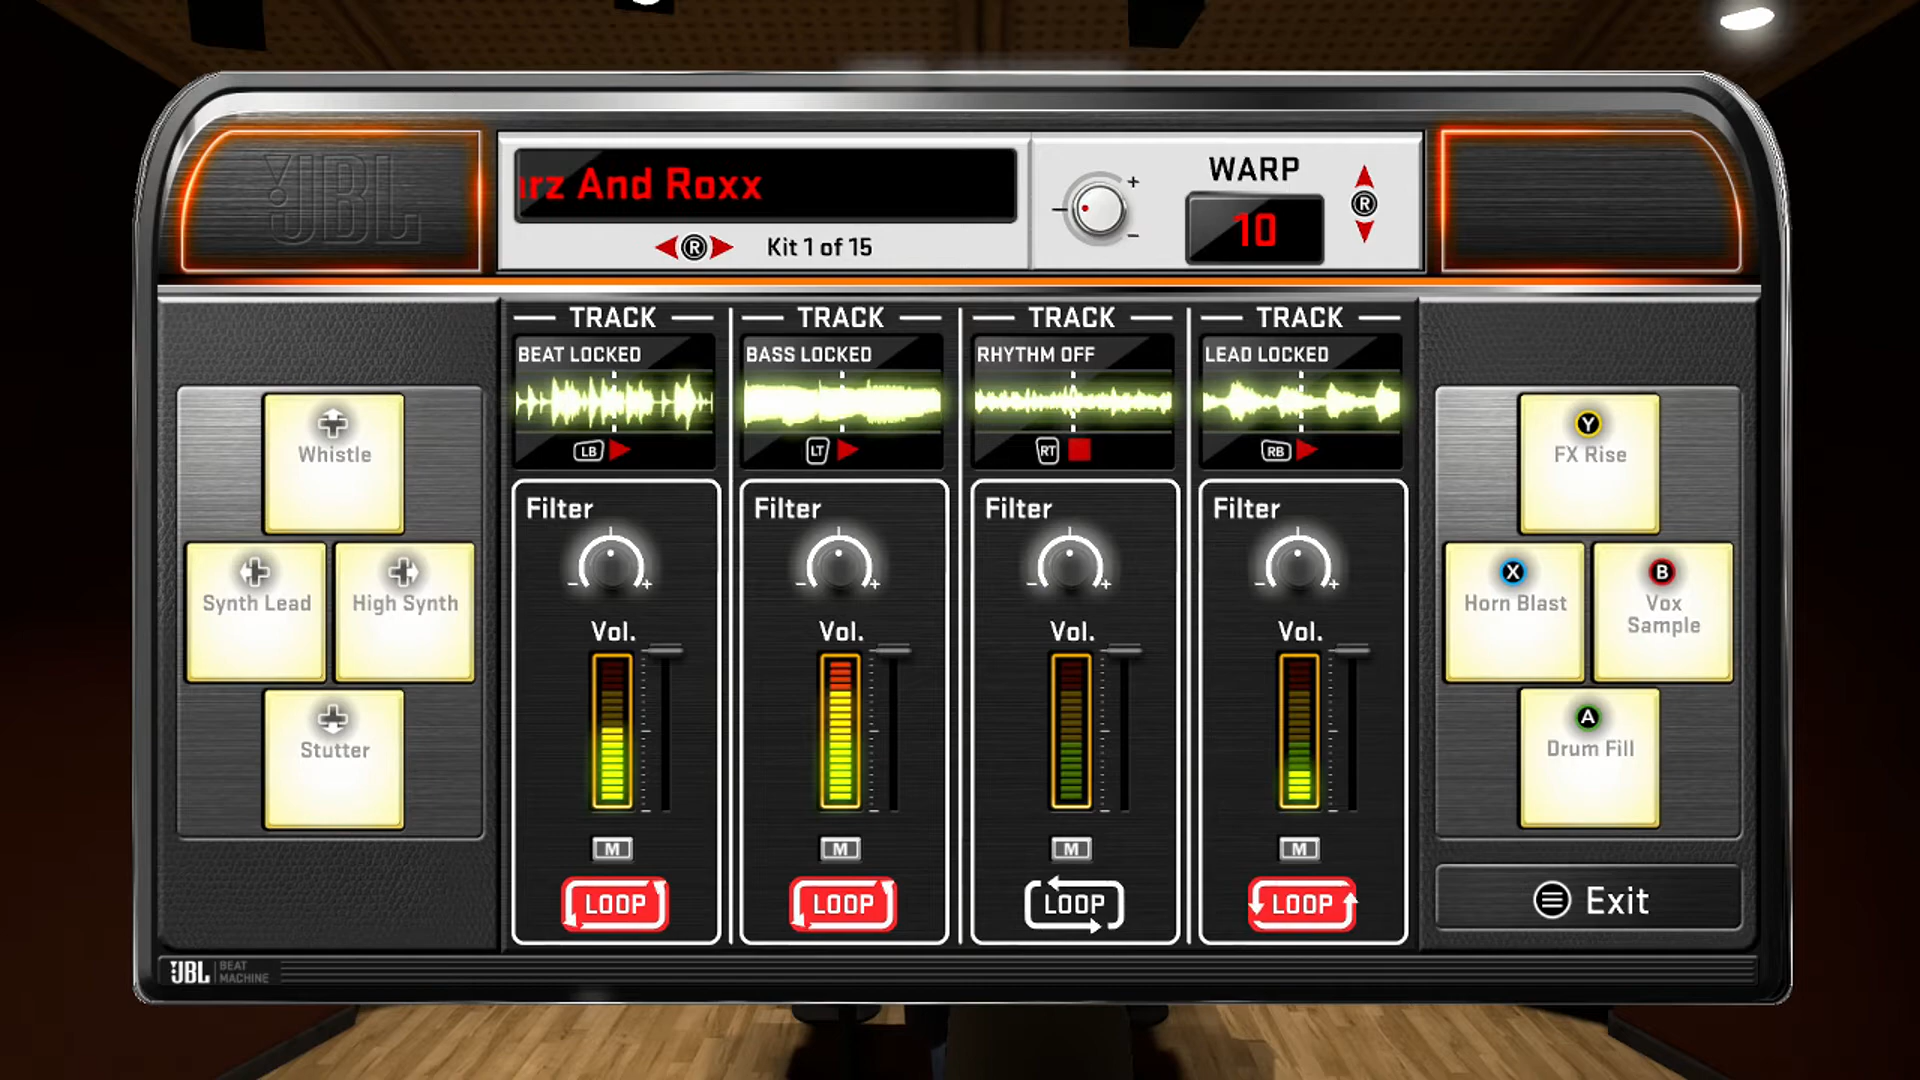 JBL
rz And Roxx
R
Kit 1 of 15
+
−
WARP
10
R
TRACK
BEAT LOCKED
LB
TRACK
BASS LOCKED
LT
TRACK
RHYTHM OFF
RT
TRACK
LEAD LOCKED
RB
Whistle
Synth Lead
High Synth
Stutter
Filter
− +
Vol.
M
LOOP
Filter
− +
Vol.
M
LOOP
Filter
− +
Vol.
M
LOOP
Filter
− +
Vol.
M
LOOP
Y
FX Rise
X
Horn Blast
B
Vox
Sample
A
Drum Fill
Exit
JBL
BEAT
MACHINE